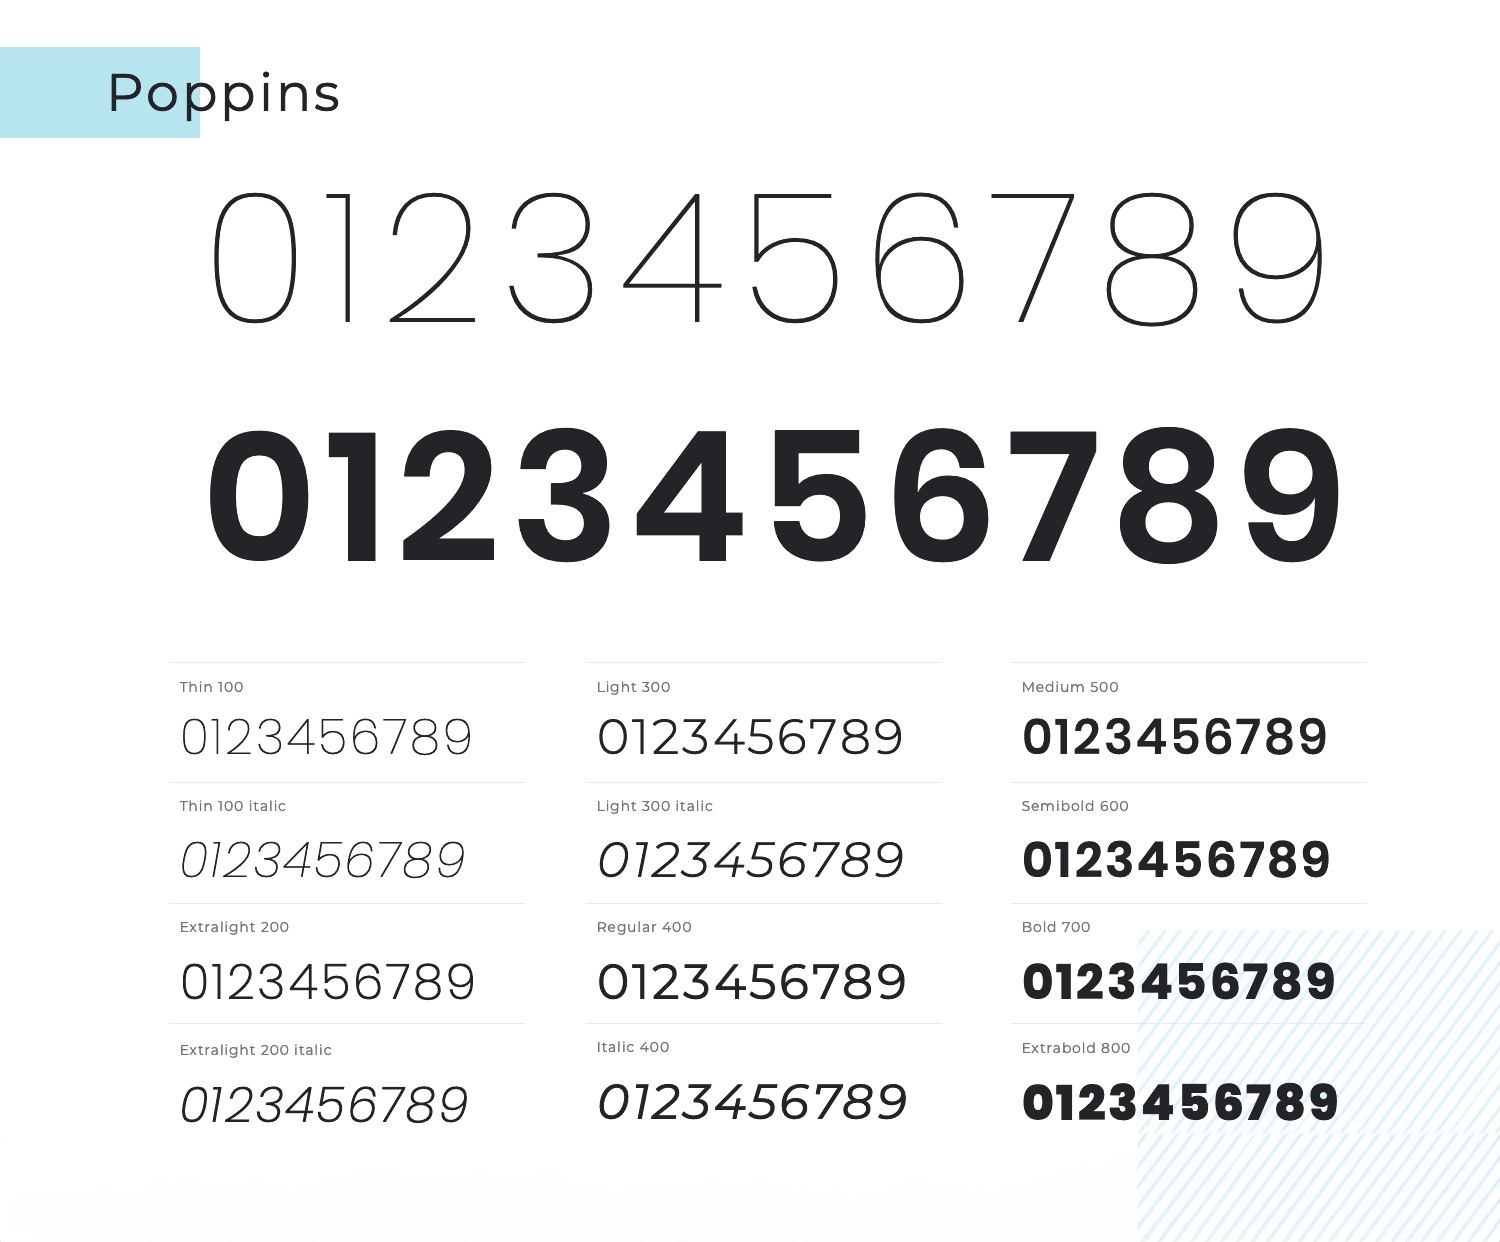 Poppins
0123456789
0123456789
Thin 100
0123456789
Thin 100 italic
0123456789
Extralight 200
0123456789
Extralight 200 italic
0123456789
Light 300
0123456789
Light 300 italic
0123456789
Regular 400
0123456789
Italic 400
0123456789
Medium 500
0123456789
Semibold 600
0123456789
Bold 700
0123456789
Extrabold 800
0123456789